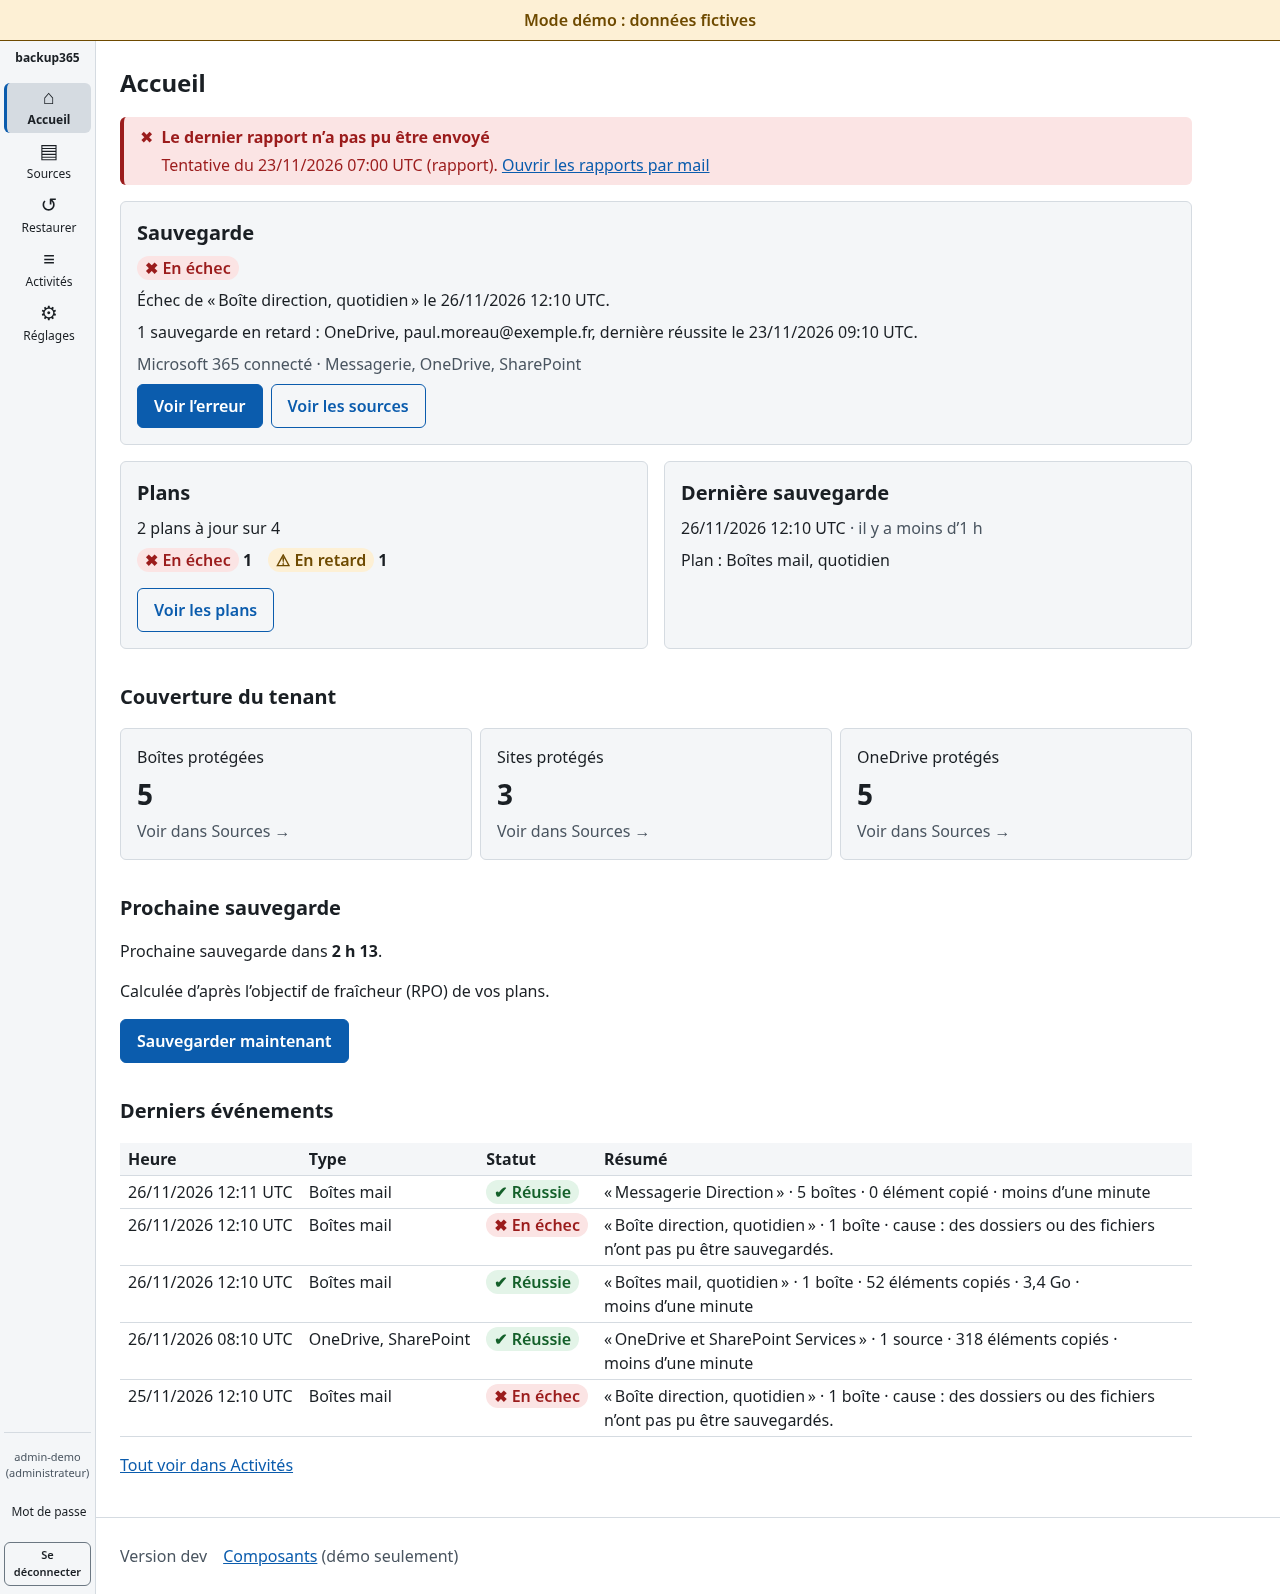 Mode démo : données fictives
backup365
Accueil
Sources
Restaurer
Activités
Réglages
admin-demo
(administrateur)
Mot de passe
Se
déconnecter
Accueil
✖ Le dernier rapport n’a pas pu être envoyé
Tentative du 23/11/2026 07:00 UTC (rapport). Ouvrir les rapports par mail
Sauvegarde
✖ En échec
Échec de « Boîte direction, quotidien » le 26/11/2026 12:10 UTC.
1 sauvegarde en retard : OneDrive, paul.moreau@exemple.fr, dernière réussite le 23/11/2026 09:10 UTC.
Microsoft 365 connecté · Messagerie, OneDrive, SharePoint
Voir l’erreur Voir les sources
Plans
2 plans à jour sur 4
✖ En échec 1 ⚠ En retard 1
Voir les plans
Dernière sauvegarde
26/11/2026 12:10 UTC · il y a moins d’1 h
Plan : Boîtes mail, quotidien
Couverture du tenant
Boîtes protégées
5
Voir dans Sources →
Sites protégés
3
Voir dans Sources →
OneDrive protégés
5
Voir dans Sources →
Prochaine sauvegarde
Prochaine sauvegarde dans 2 h 13.
Calculée d’après l’objectif de fraîcheur (RPO) de vos plans.
Sauvegarder maintenant
Derniers événements
Heure Type Statut Résumé
26/11/2026 12:11 UTC Boîtes mail ✔ Réussie « Messagerie Direction » · 5 boîtes · 0 élément copié · moins d’une minute
26/11/2026 12:10 UTC Boîtes mail ✖ En échec « Boîte direction, quotidien » · 1 boîte · cause : des dossiers ou des fichiers
n’ont pas pu être sauvegardés.
26/11/2026 12:10 UTC Boîtes mail ✔ Réussie « Boîtes mail, quotidien » · 1 boîte · 52 éléments copiés · 3,4 Go ·
moins d’une minute
26/11/2026 08:10 UTC OneDrive, SharePoint ✔ Réussie « OneDrive et SharePoint Services » · 1 source · 318 éléments copiés ·
moins d’une minute
25/11/2026 12:10 UTC Boîtes mail ✖ En échec « Boîte direction, quotidien » · 1 boîte · cause : des dossiers ou des fichiers
n’ont pas pu être sauvegardés.
Tout voir dans Activités
Version dev Composants (démo seulement)